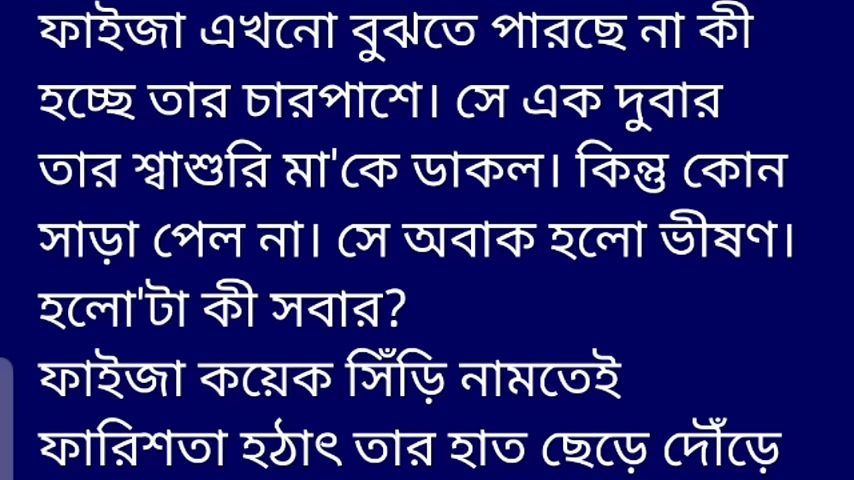 ফাইজা এখনো বুঝতে পারছে না কী
হচ্ছে তার চারপাশে। সে এক দুবার
তার শ্বাশুরি মা'কে ডাকল। কিন্তু কোন
সাড়া পেল না। সে অবাক হলো ভীষণ।
হলো'টা কী সবার?
ফাইজা কয়েক সিঁড়ি নামতেই
ফারিশতা হঠাৎ তার হাত ছেড়ে দৌঁড়ে